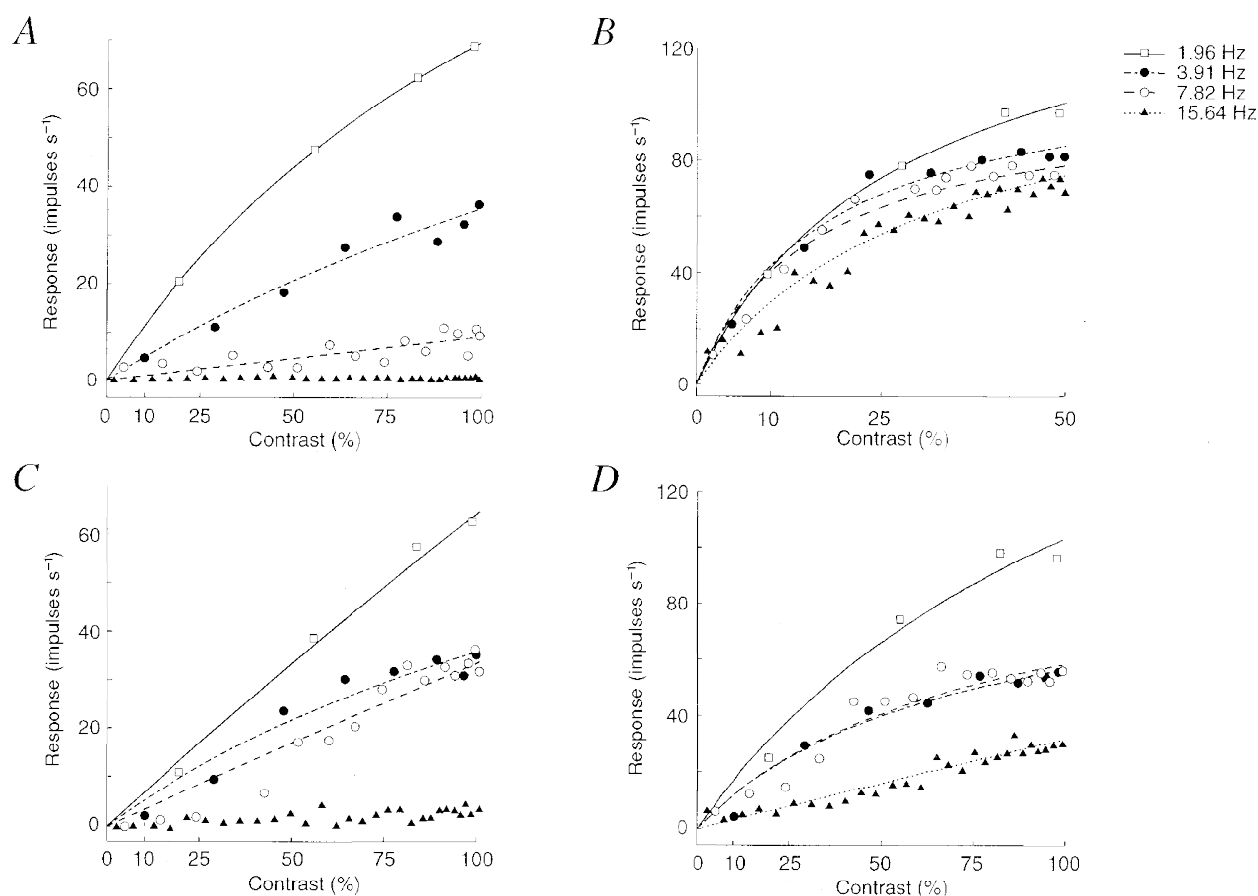 A
Response (impulses s⁻¹)
60
40
20
0
0 10 25 50 75 100
Contrast (%)
B
Response (impulses s⁻¹)
120
80
40
0
0 10 25 50
Contrast (%)
1.96 Hz
3.91 Hz
7.82 Hz
15.64 Hz
C
Response (impulses s⁻¹)
60
40
20
0
0 10 25 50 75 100
Contrast (%)
D
Response (impulses s⁻¹)
120
80
40
0
0 10 25 50 75 100
Contrast (%)